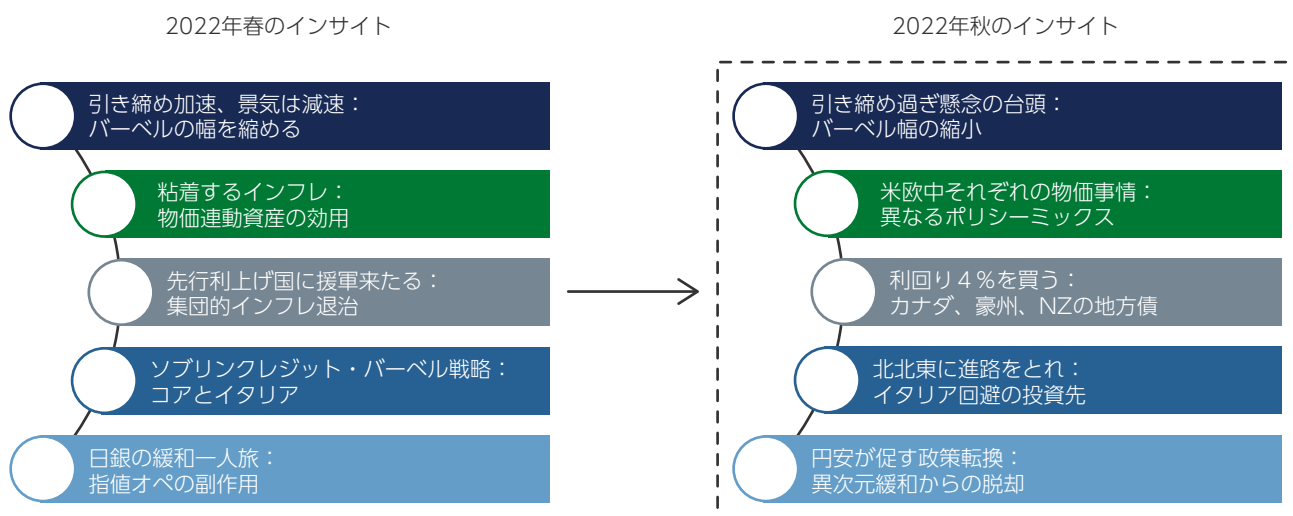 2022年春のインサイト
引き締め加速、景気は減速：
バーベルの幅を縮める
粘着するインフレ：
物価連動資産の効用
先行利上げ国に援軍来たる：
集団的インフレ退治
ソブリンクレジット・バーベル戦略：
コアとイタリア
日銀の緩和一人旅：
指値オペの副作用
2022年秋のインサイト
引き締め過ぎ懸念の台頭：
バーベル幅の縮小
米欧中それぞれの物価事情：
異なるポリシーミックス
利回り４％を買う：
カナダ、豪州、NZの地方債
北北東に進路をとれ：
イタリア回避の投資先
円安が促す政策転換：
異次元緩和からの脱却